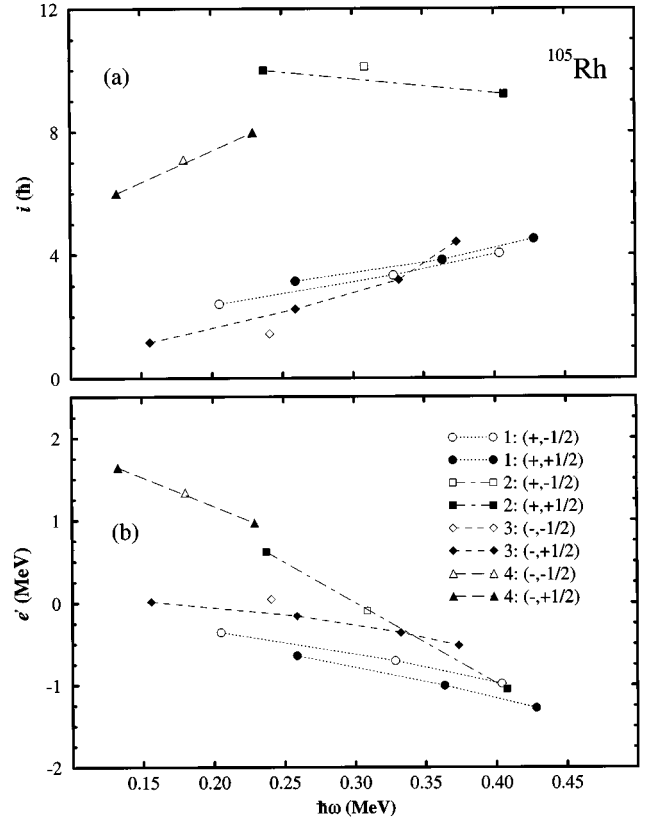 12
(a)
¹⁰⁵Rh
8
i (ħ)
4
0
2
1: (+,-1/2)
1: (+,+1/2)
2: (+,-1/2)
2: (+,+1/2)
3: (-,-1/2)
3: (-,+1/2)
4: (-,-1/2)
4: (-,+1/2)
1
(b)
e' (MeV)
0
-1
-2
0.15 0.20 0.25 0.30 0.35 0.40 0.45
ħω (MeV)